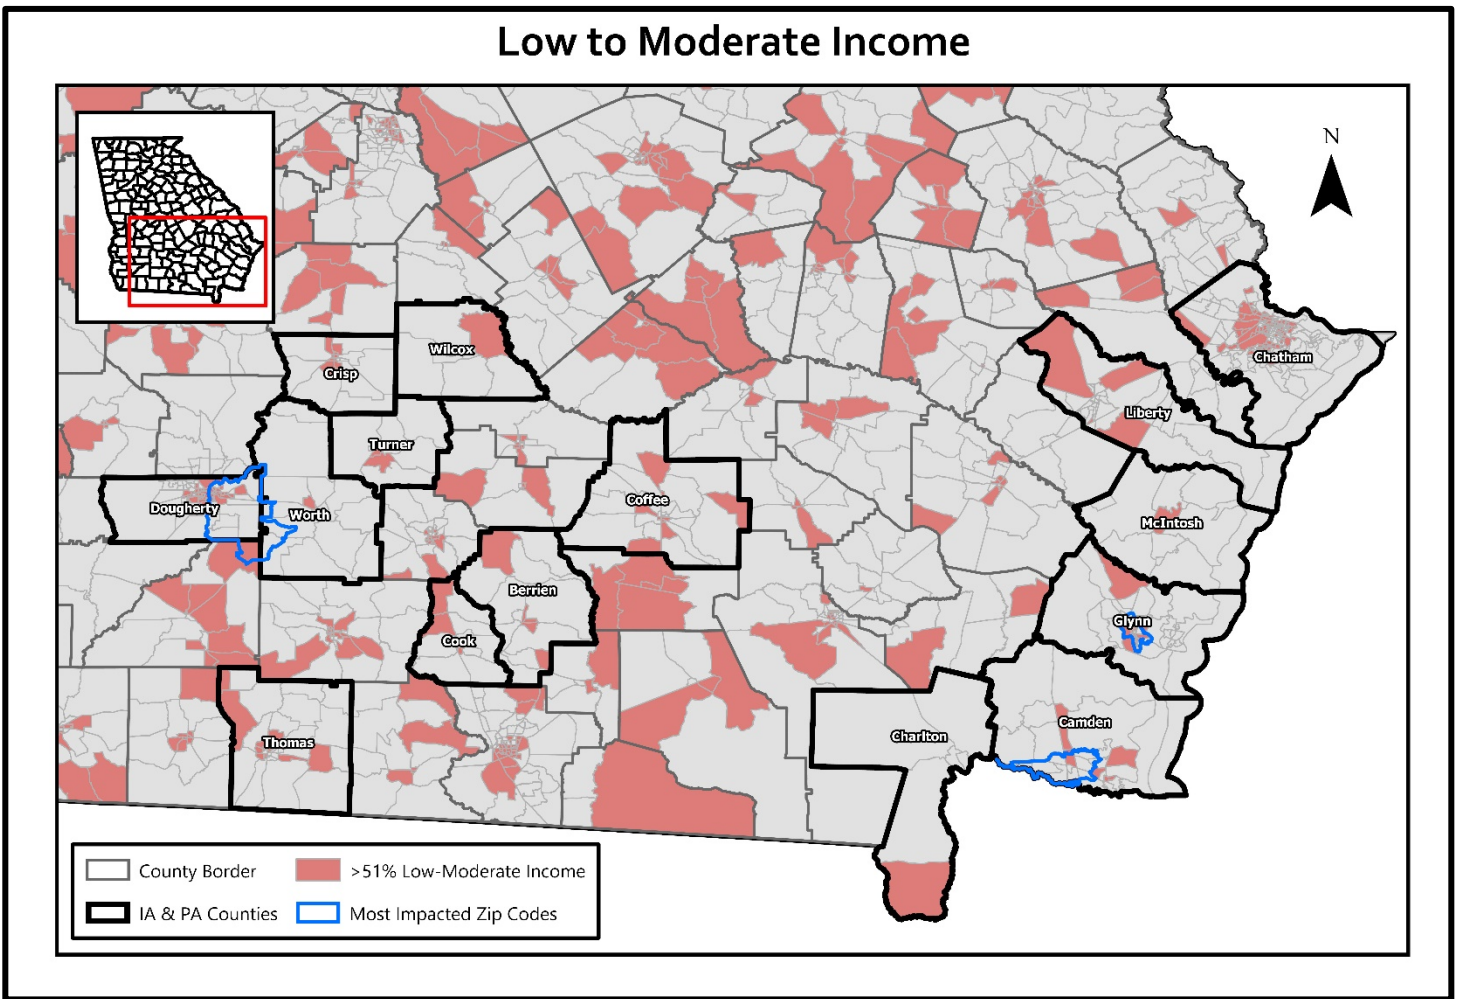 Low to Moderate Income
N
Wilcox
Crisp
Chatham
Liberty
Turner
Coffee
Dougherty
Worth
McIntosh
Berrien
Glynn
Cook
Camden
Charlton
Thomas
County Border
>51% Low-Moderate Income
IA & PA Counties
Most Impacted Zip Codes